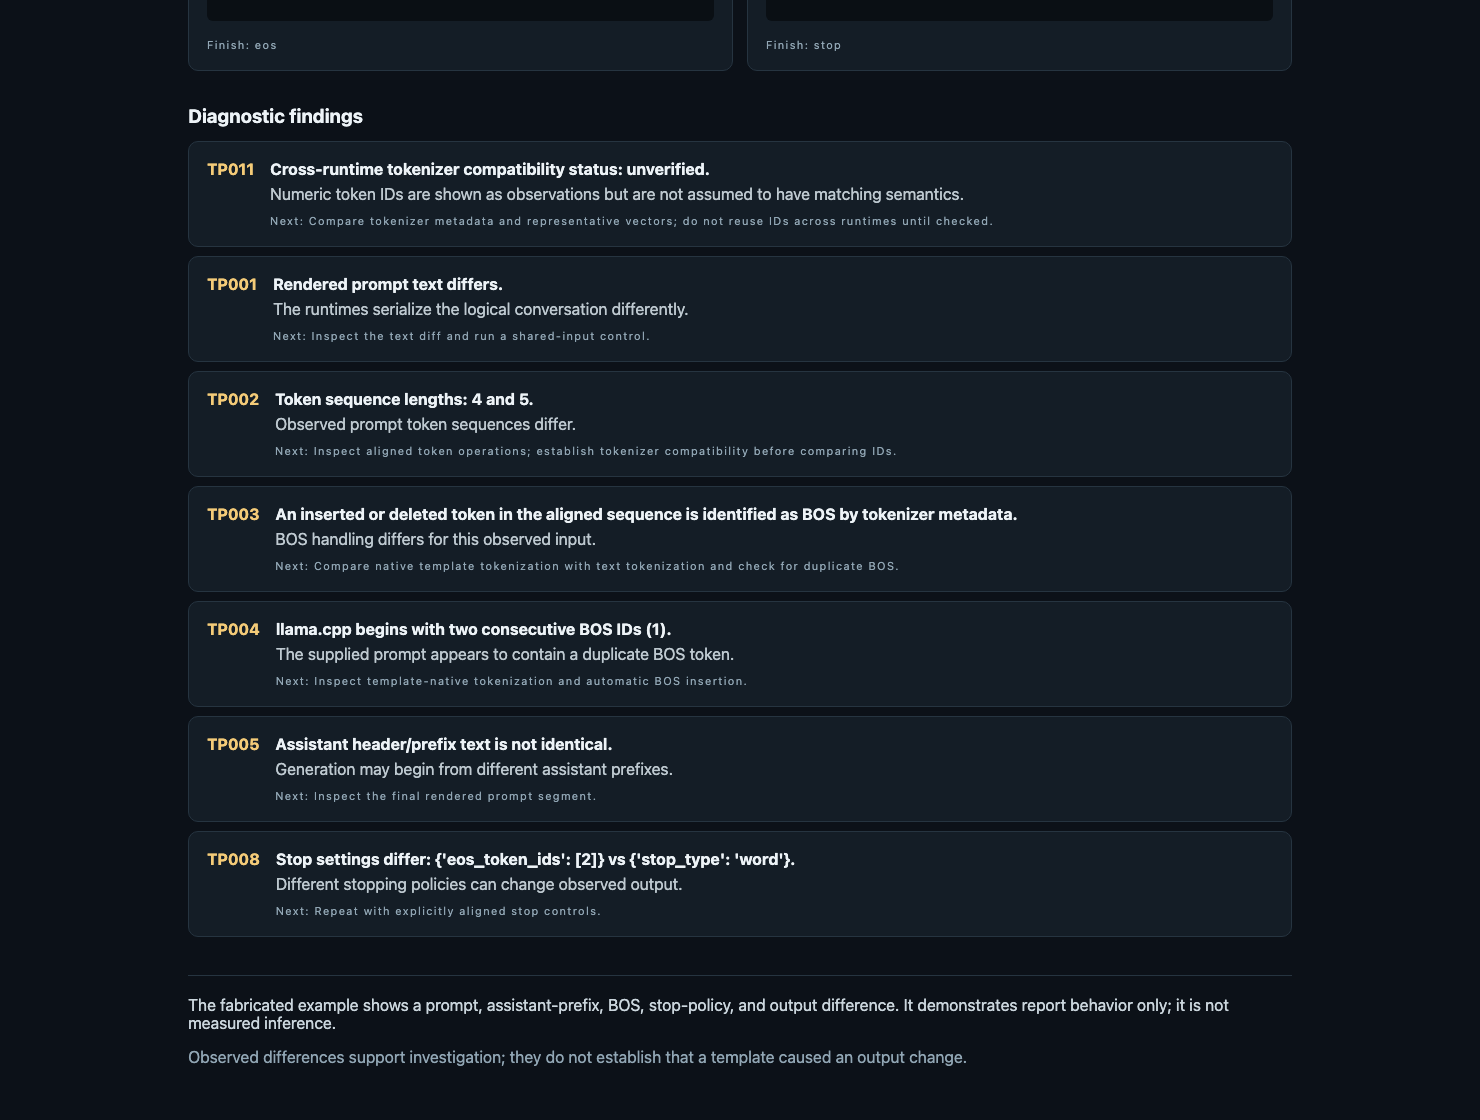 Finish: eos
Finish: stop
Diagnostic findings
TP011 Cross-runtime tokenizer compatibility status: unverified.
Numeric token IDs are shown as observations but are not assumed to have matching semantics.
Next: Compare tokenizer metadata and representative vectors; do not reuse IDs across runtimes until checked.
TP001 Rendered prompt text differs.
The runtimes serialize the logical conversation differently.
Next: Inspect the text diff and run a shared-input control.
TP002 Token sequence lengths: 4 and 5.
Observed prompt token sequences differ.
Next: Inspect aligned token operations; establish tokenizer compatibility before comparing IDs.
TP003 An inserted or deleted token in the aligned sequence is identified as BOS by tokenizer metadata.
BOS handling differs for this observed input.
Next: Compare native template tokenization with text tokenization and check for duplicate BOS.
TP004 llama.cpp begins with two consecutive BOS IDs (1).
The supplied prompt appears to contain a duplicate BOS token.
Next: Inspect template-native tokenization and automatic BOS insertion.
TP005 Assistant header/prefix text is not identical.
Generation may begin from different assistant prefixes.
Next: Inspect the final rendered prompt segment.
TP008 Stop settings differ: {'eos_token_ids': [2]} vs {'stop_type': 'word'}.
Different stopping policies can change observed output.
Next: Repeat with explicitly aligned stop controls.
The fabricated example shows a prompt, assistant-prefix, BOS, stop-policy, and output difference. It demonstrates report behavior only; it is not
measured inference.
Observed differences support investigation; they do not establish that a template caused an output change.